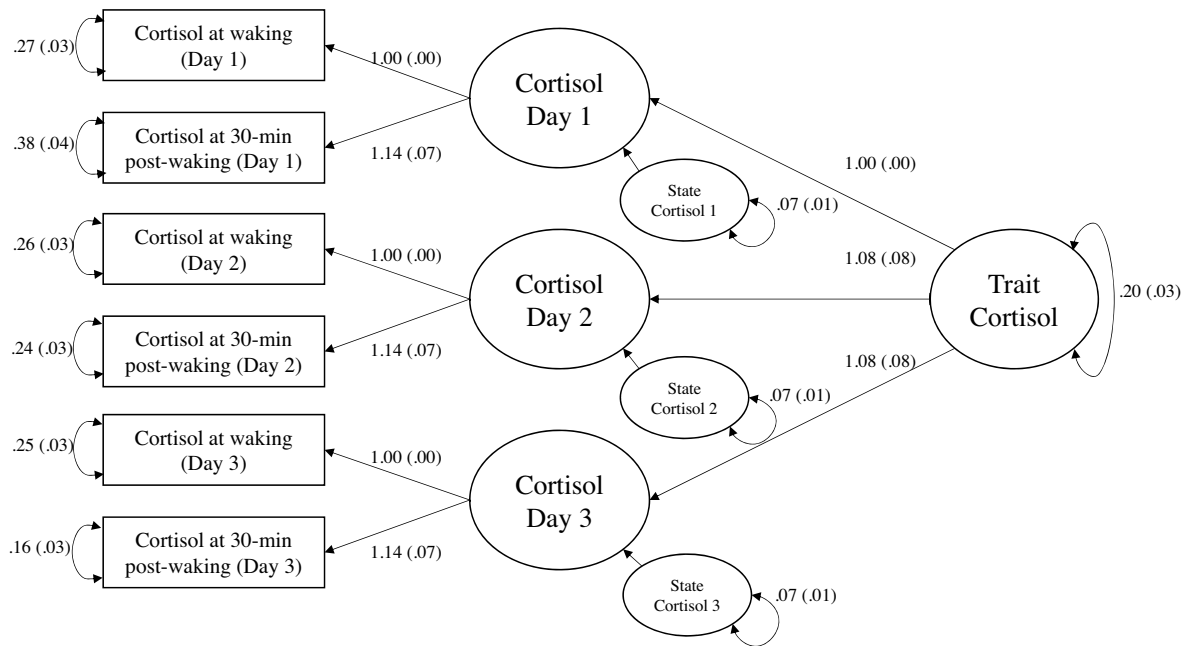 Cortisol at waking
(Day 1)
.27 (.03)
1.00 (.00)
Cortisol at 30-min
post-waking (Day 1)
.38 (.04)
1.14 (.07)
Cortisol
Day 1
State
Cortisol 1
.07 (.01)
1.00 (.00)
Cortisol at waking
(Day 2)
.26 (.03)
1.00 (.00)
Cortisol at 30-min
post-waking (Day 2)
.24 (.03)
1.14 (.07)
Cortisol
Day 2
State
Cortisol 2
.07 (.01)
1.08 (.08)
Cortisol at waking
(Day 3)
.25 (.03)
1.00 (.00)
Cortisol at 30-min
post-waking (Day 3)
.16 (.03)
1.14 (.07)
Cortisol
Day 3
State
Cortisol 3
.07 (.01)
1.08 (.08)
Trait
Cortisol
.20 (.03)